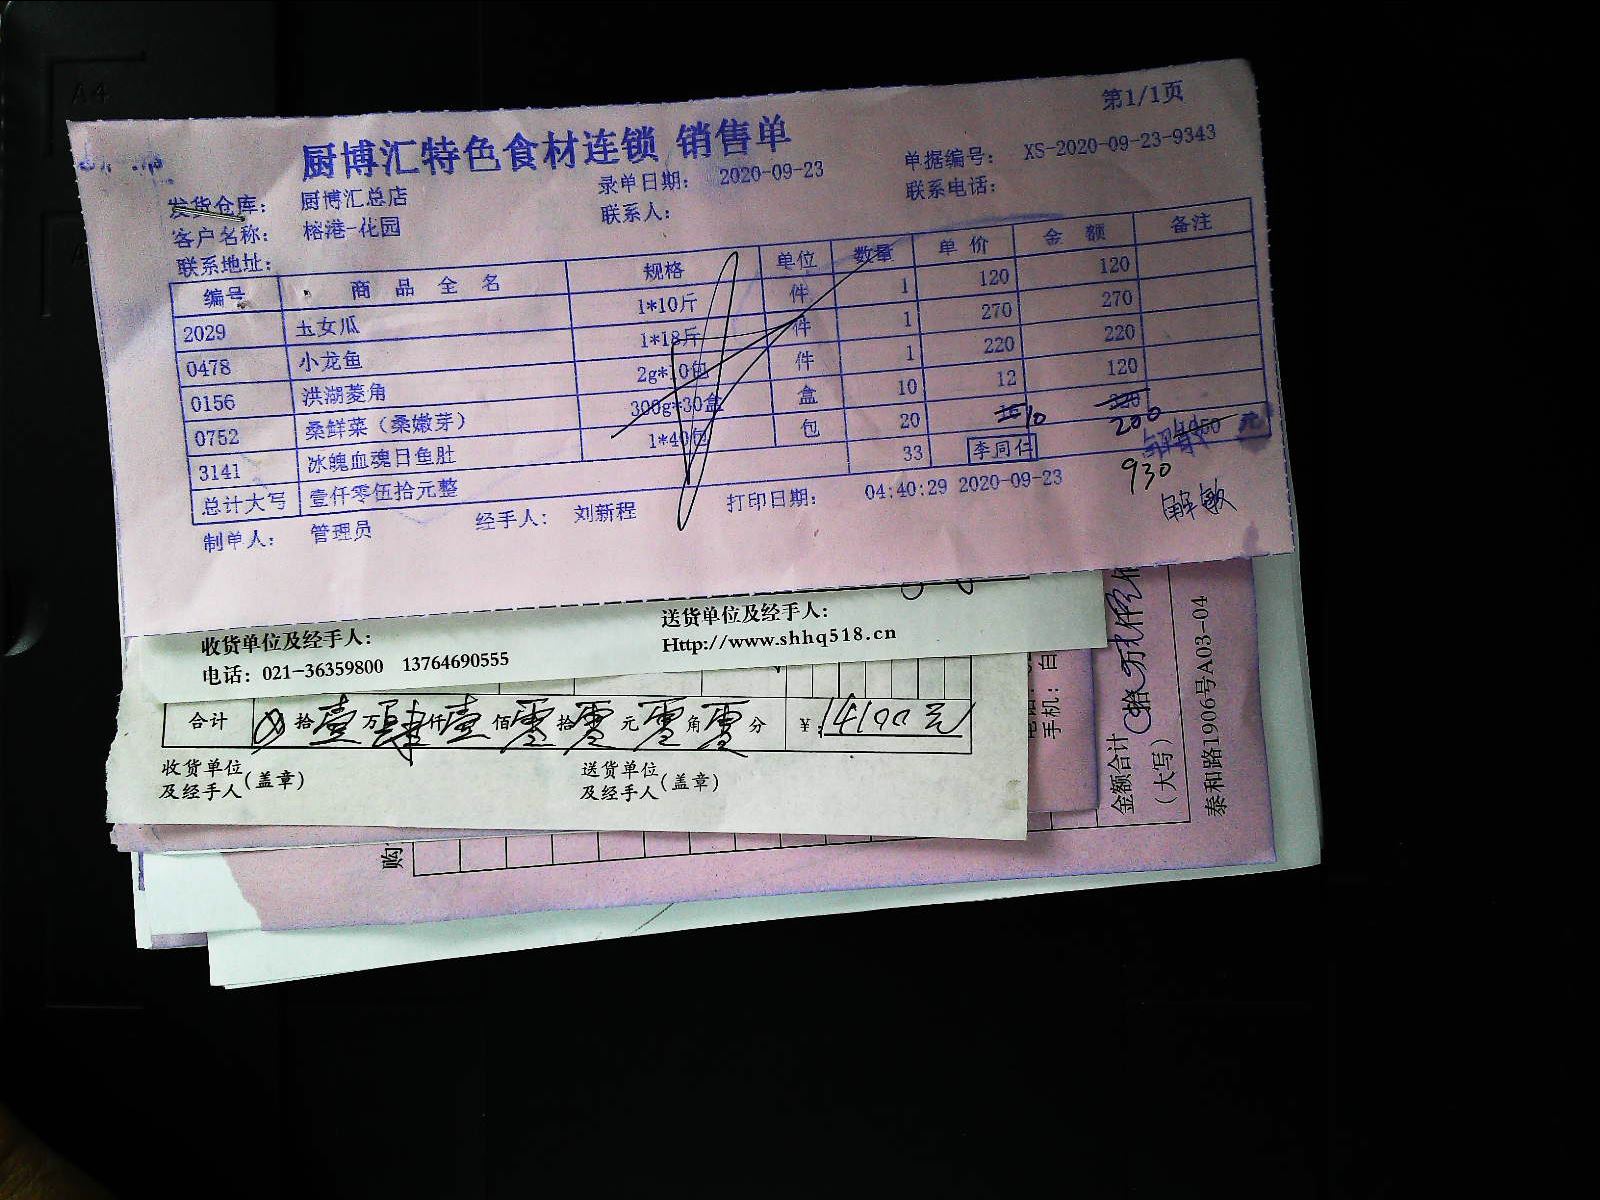 第1/1页
厨博汇特色食材连锁 销售单
发货仓库： 厨博汇总店 录单日期： 2020-09-23 单据编号： XS-2020-09-23-9343
客户名称： 榕港-花园 联系人： 联系电话：
联系地址：
编号 商品全名 规格 单位 数量 单价 金额 备注
2029 玉女瓜 1*10斤 件 1 120 120
0478 小龙鱼 1*18斤 件 1 270 270
0156 洪湖菱角 2g*10包 件 1 220 220
0752 桑鲜菜（桑嫩芽） 300g*30盒 盒 10 12 120
3141 冰魄血魂日鱼肚 1*40包 包 20 16 10 320 200
总计大写 壹仟零伍拾元整 33 李同仁 1050 元
930
解敏
制单人： 管理员 经手人： 刘新程 打印日期： 04:40:29 2020-09-23
收货单位及经手人： 送货单位及经手人：
电话：021-36359800 13764690555 Http://www.shhq518.cn
合计 拾壹万肆仟壹佰零拾零元零角零分 ¥：14100元
收货单位及经手人（盖章） 送货单位及经手人（盖章）
购
手机：白
金额合计（大写）
泰和路1906号A03-04
A4